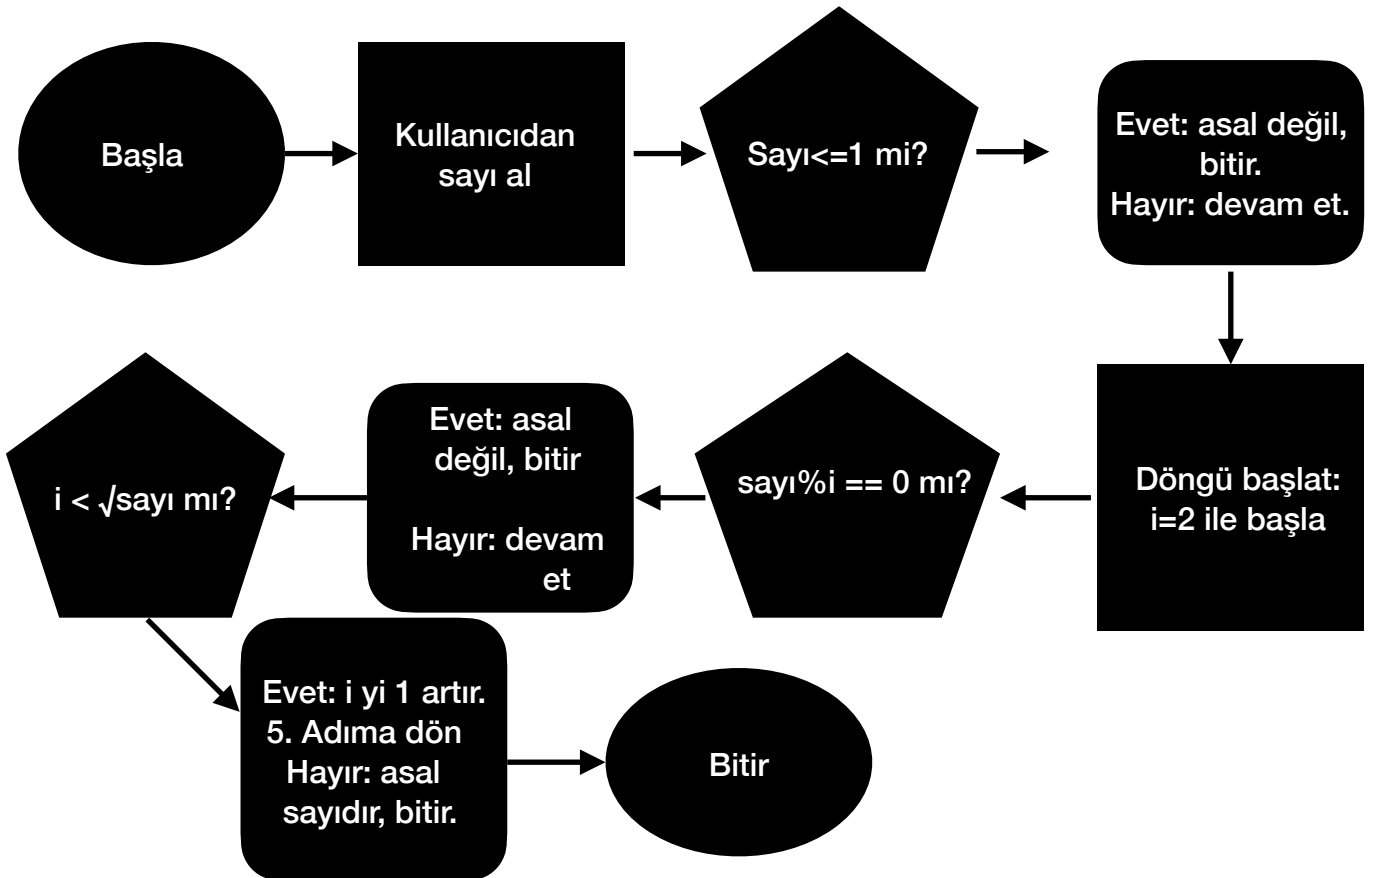 Başla
Kullanıcıdan
sayı al
Sayı<=1 mi?
Evet: asal değil,
bitir.
Hayır: devam et.
Döngü başlat:
i=2 ile başla
sayı%i == 0 mı?
Evet: asal
değil, bitir
Hayır: devam
et
i < √sayı mı?
Evet: i yi 1 artır.
5. Adıma dön
Hayır: asal
sayıdır, bitir.
Bitir